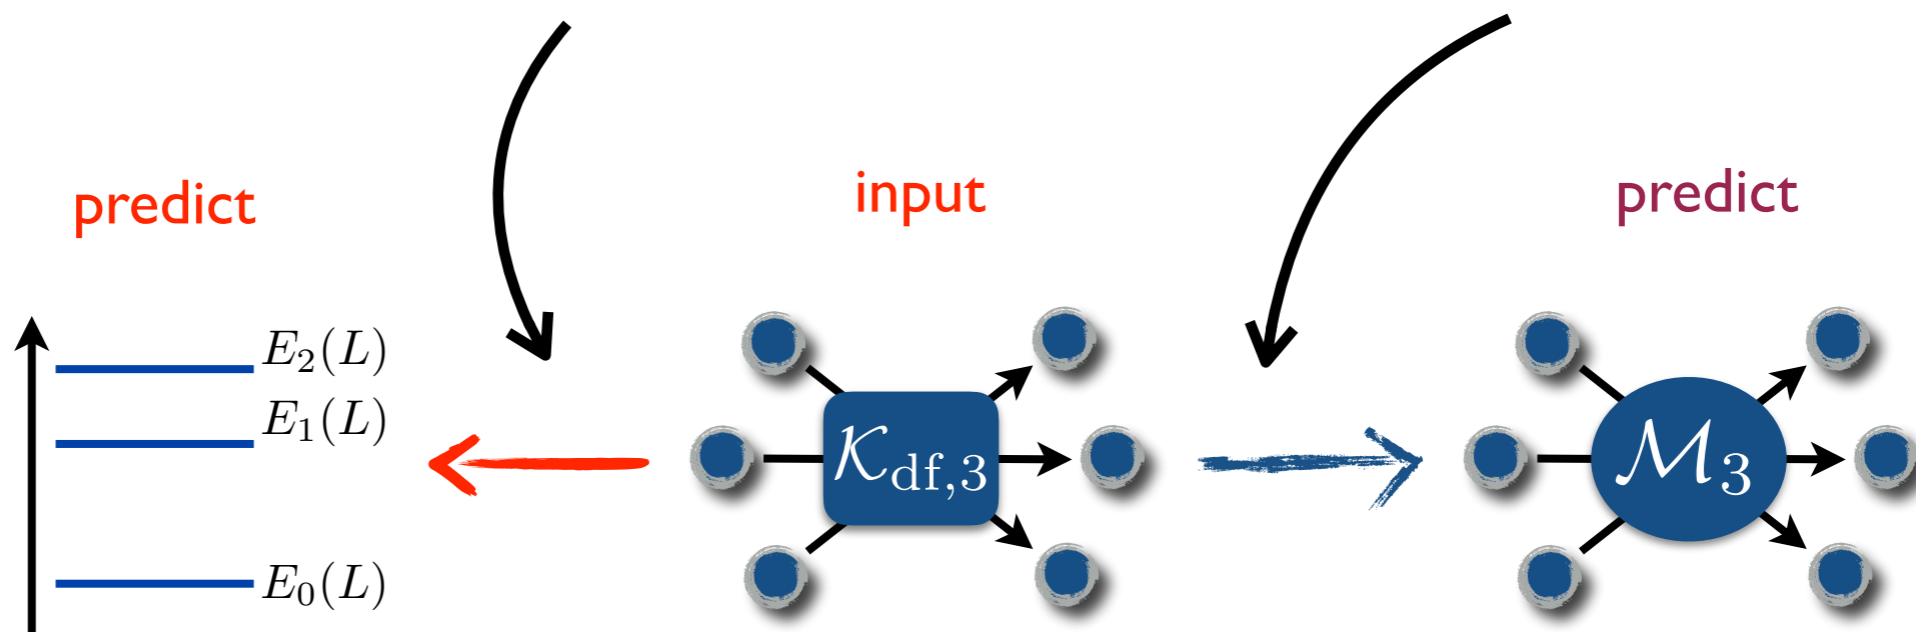 predict
input
predict
E₂(L)
E₁(L)
E₀(L)
𝒦df,3
ℳ₃